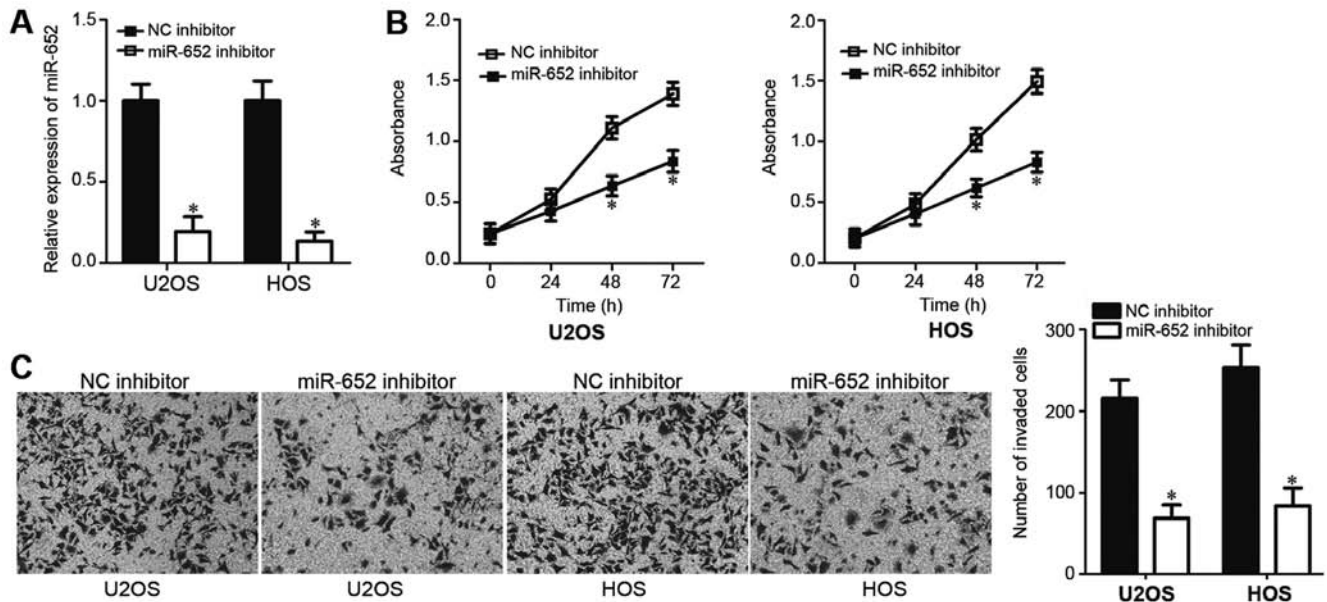 A
Relative expression of miR-652
1.5
1.0
0.5
0.0
NC inhibitor
miR-652 inhibitor
*
*
U2OS
HOS
B
Absorbance
2.0
1.5
1.0
0.5
0.0
NC inhibitor
miR-652 inhibitor
*
*
0 24 48 72
Time (h)
U2OS
Absorbance
2.0
1.5
1.0
0.5
0.0
NC inhibitor
miR-652 inhibitor
*
*
0 24 48 72
Time (h)
HOS
C
NC inhibitor
miR-652 inhibitor
NC inhibitor
miR-652 inhibitor
U2OS
U2OS
HOS
HOS
Number of invaded cells
300
200
100
0
NC inhibitor
miR-652 inhibitor
*
*
U2OS
HOS